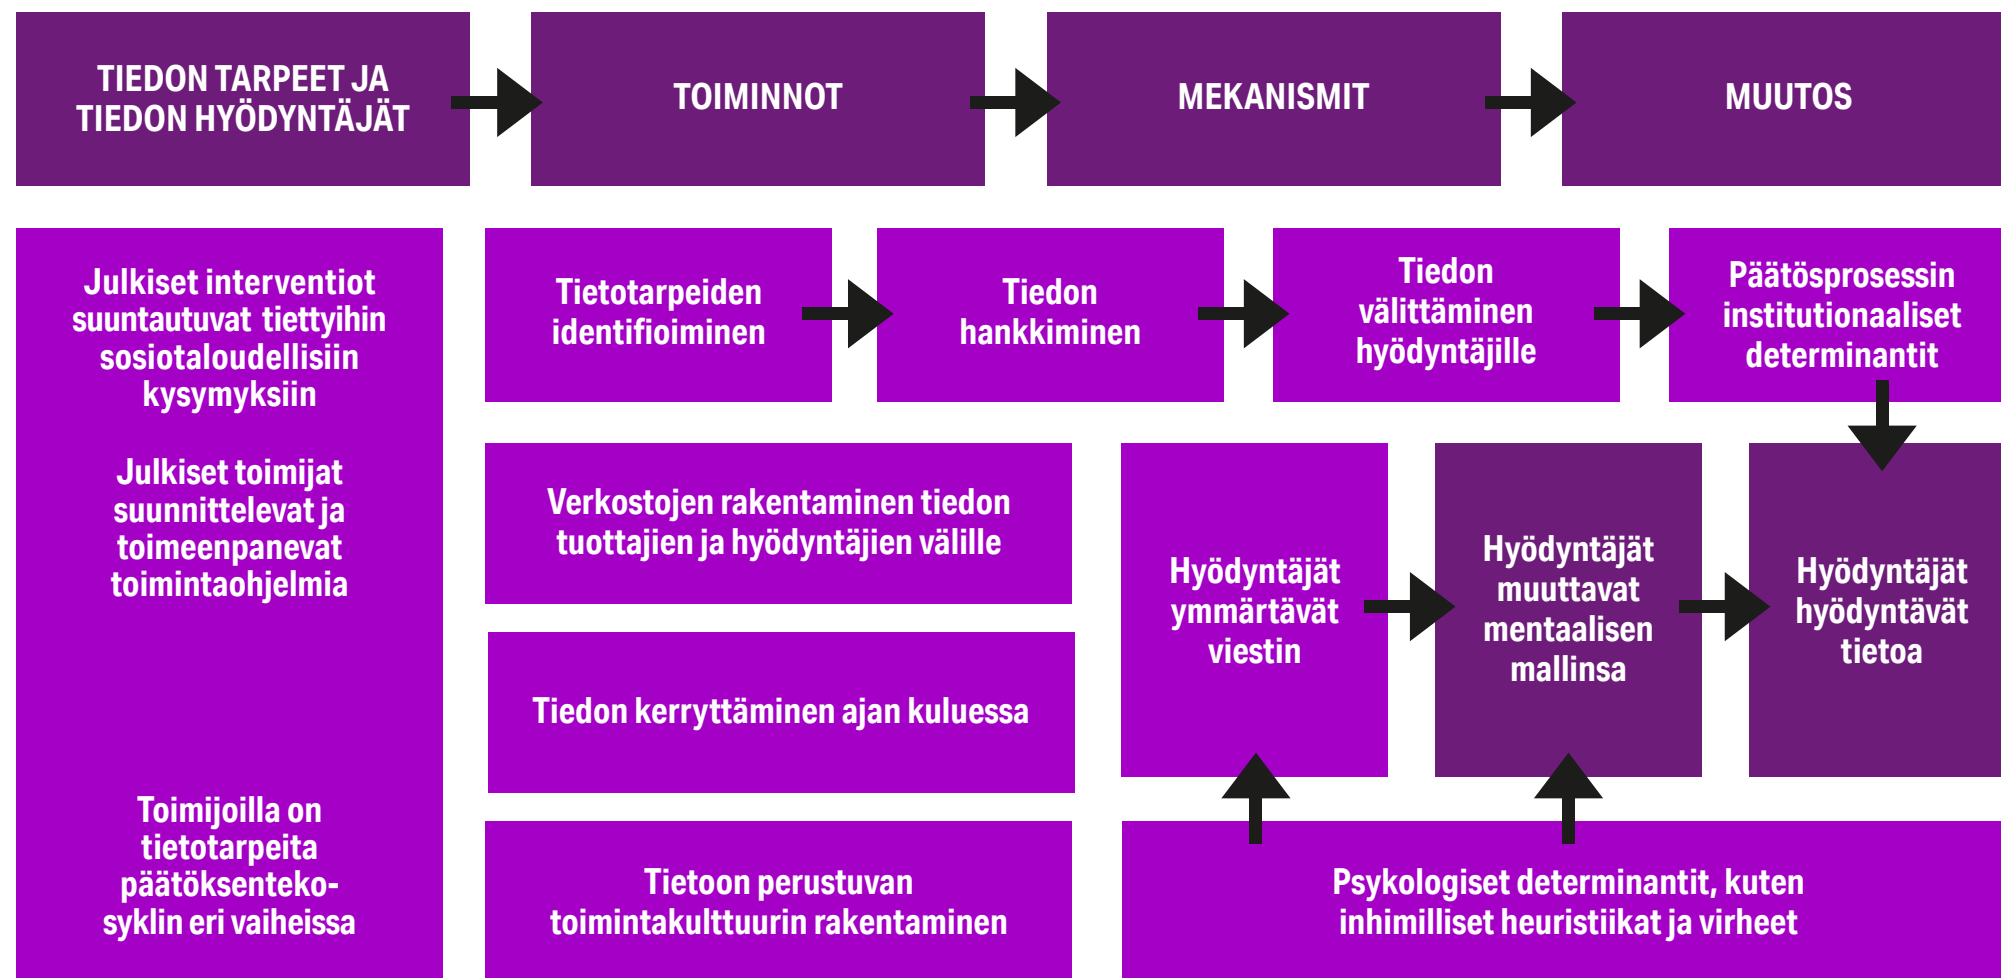 TIEDON TARPEET JA
TIEDON HYÖDYNTÄJÄT
TOIMINNOT
MEKANISMIT
MUUTOS
Julkiset interventiot
suuntautuvat tiettyihin
sosiotaloudellisiin
kysymyksiin
Julkiset toimijat
suunnittelevat ja
toimeenpanevat
toimintaohjelmia
Toimijoilla on
tietotarpeita
päätöksenteko-
syklin eri vaiheissa
Tietotarpeiden
identifioiminen
Tiedon
hankkiminen
Tiedon
välittäminen
hyödyntäjille
Päätösprosessin
institutionaaliset
determinantit
Verkostojen rakentaminen tiedon
tuottajien ja hyödyntäjien välille
Tiedon kerryttäminen ajan kuluessa
Tietoon perustuvan
toimintakulttuurin rakentaminen
Hyödyntäjät
ymmärtävät
viestin
Hyödyntäjät
muuttavat
mentaalisen
mallinsa
Hyödyntäjät
hyödyntävät
tietoa
Psykologiset determinantit, kuten
inhimilliset heuristiikat ja virheet